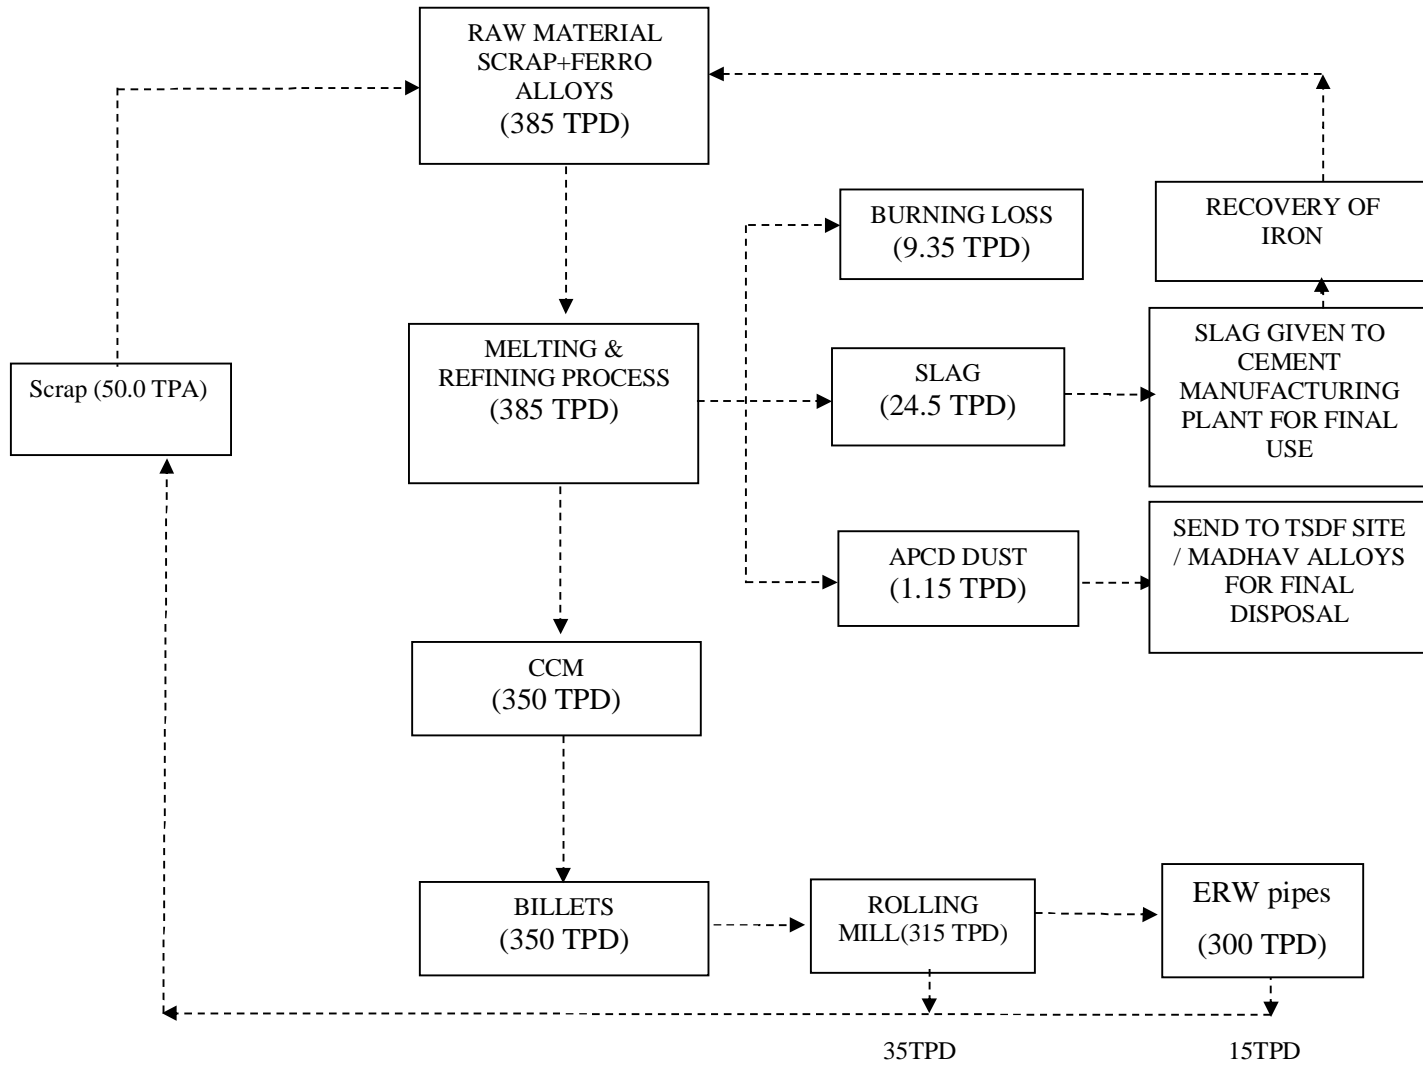 RAW MATERIAL
SCRAP+FERRO
ALLOYS
(385 TPD)
BURNING LOSS
(9.35 TPD)
RECOVERY OF
IRON
MELTING &
REFINING PROCESS
(385 TPD)
Scrap (50.0 TPA)
SLAG
(24.5 TPD)
SLAG GIVEN TO
CEMENT
MANUFACTURING
PLANT FOR FINAL
USE
APCD DUST
(1.15 TPD)
SEND TO TSDF SITE
/ MADHAV ALLOYS
FOR FINAL
DISPOSAL
CCM
(350 TPD)
BILLETS
(350 TPD)
ROLLING
MILL(315 TPD)
ERW pipes
(300 TPD)
35TPD
15TPD